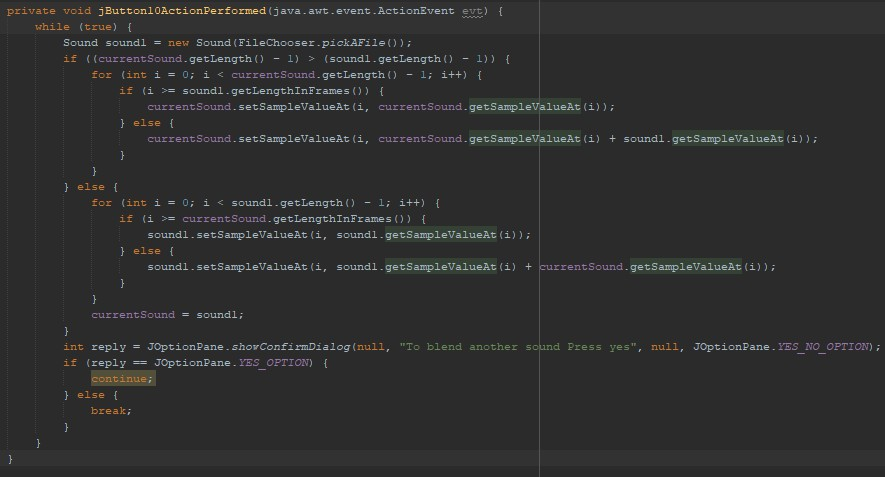 private void jButton10ActionPerformed(java.awt.event.ActionEvent evt) {
    while (true) {
        Sound sound1 = new Sound(FileChooser.pickAFile());
        if ((currentSound.getLength() - 1) > (sound1.getLength() - 1)) {
            for (int i = 0; i < currentSound.getLength() - 1; i++) {
                if (i >= sound1.getLengthInFrames()) {
                    currentSound.setSampleValueAt(i, currentSound.getSampleValueAt(i));
                } else {
                    currentSound.setSampleValueAt(i, currentSound.getSampleValueAt(i) + sound1.getSampleValueAt(i));
                }
            }
        } else {
            for (int i = 0; i < sound1.getLength() - 1; i++) {
                if (i >= currentSound.getLengthInFrames()) {
                    sound1.setSampleValueAt(i, sound1.getSampleValueAt(i));
                } else {
                    sound1.setSampleValueAt(i, sound1.getSampleValueAt(i) + currentSound.getSampleValueAt(i));
                }
            }
            currentSound = sound1;
        }
        int reply = JOptionPane.showConfirmDialog(null, "To blend another sound Press yes", null, JOptionPane.YES_NO_OPTION);
        if (reply == JOptionPane.YES_OPTION) {
            continue;
        } else {
            break;
        }
    }
}